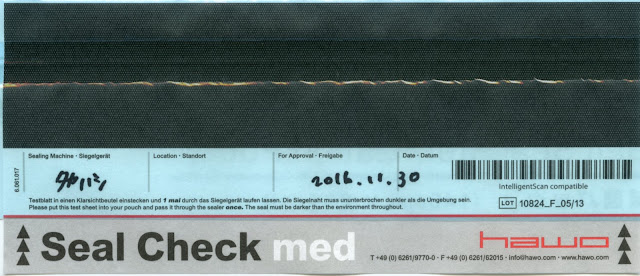 6.061.017
Sealing Machine · Siegelgerät
Location · Standort
For Approval · Freigabe
Date · Datum
2016.11.30
IntelligentScan compatible
LOT 10824_F_05/13
Testblatt in einen Klarsichtbeutel einstecken und 1 mal durch das Siegelgerät laufen lassen. Die Siegelnaht muss ununterbrochen dunkler als die Umgebung sein.
Please put this test sheet into your pouch and pass it through the sealer once. The seal must be darker than the environment throughout.
Seal Check med
hawo
T +49 (0) 6261/9770-0 · F +49 (0) 6261/62015 · info@hawo.com · www.hawo.com